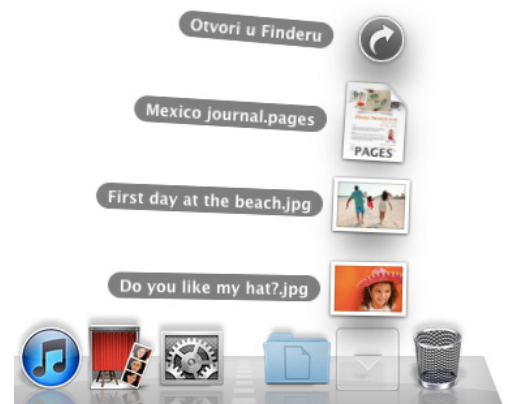 Otvori u Finderu
Mexico journal.pages
PAGES
First day at the beach.jpg
Do you like my hat?.jpg